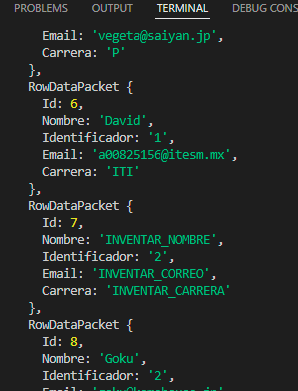 PROBLEMS OUTPUT TERMINAL DEBUG CONS
Email: 'vegeta@saiyan.jp',
Carrera: 'P'
},
RowDataPacket {
Id: 6,
Nombre: 'David',
Identificador: '1',
Email: 'a00825156@itesm.mx',
Carrera: 'ITI'
},
RowDataPacket {
Id: 7,
Nombre: 'INVENTAR_NOMBRE',
Identificador: '2',
Email: 'INVENTAR_CORREO',
Carrera: 'INVENTAR_CARRERA'
},
RowDataPacket {
Id: 8,
Nombre: 'Goku',
Identificador: '2',